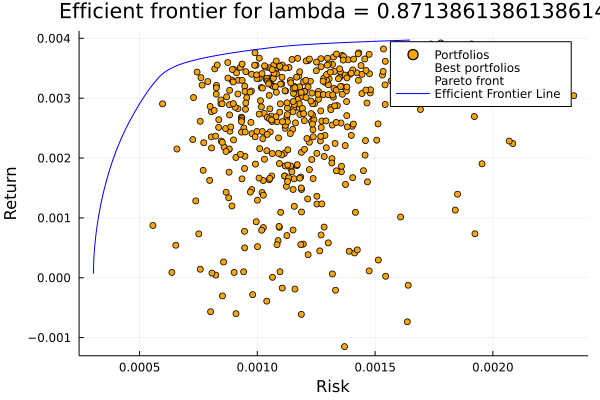 Efficient frontier for lambda = 0.8713861386138614
0.004
0.003
0.002
0.001
0.000
−0.001
Return
Portfolios
Best portfolios
Pareto front
Efficient Frontier Line
0.0005
0.0010
0.0015
0.0020
Risk